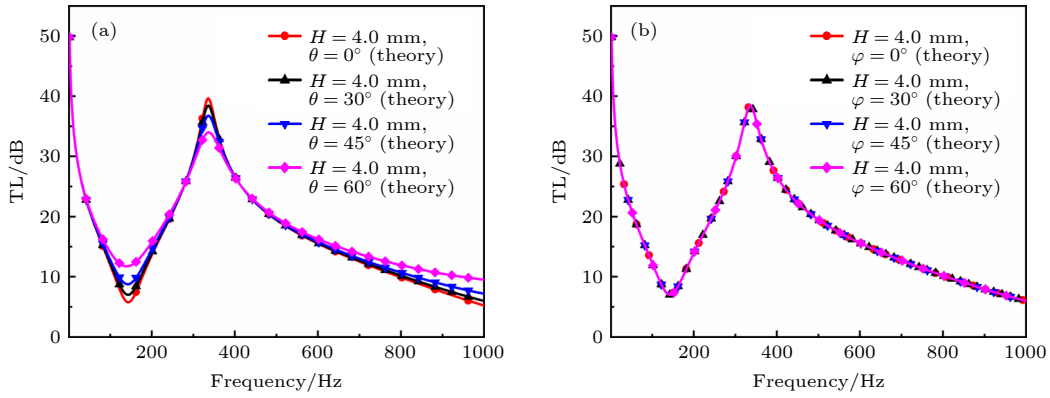 (a)
TL/dB
50
40
30
20
10
0
H = 4.0 mm,
θ = 0° (theory)
H = 4.0 mm,
θ = 30° (theory)
H = 4.0 mm,
θ = 45° (theory)
H = 4.0 mm,
θ = 60° (theory)
200 400 600 800 1000
Frequency/Hz
(b)
TL/dB
50
40
30
20
10
0
H = 4.0 mm,
φ = 0° (theory)
H = 4.0 mm,
φ = 30° (theory)
H = 4.0 mm,
φ = 45° (theory)
H = 4.0 mm,
φ = 60° (theory)
200 400 600 800 1000
Frequency/Hz